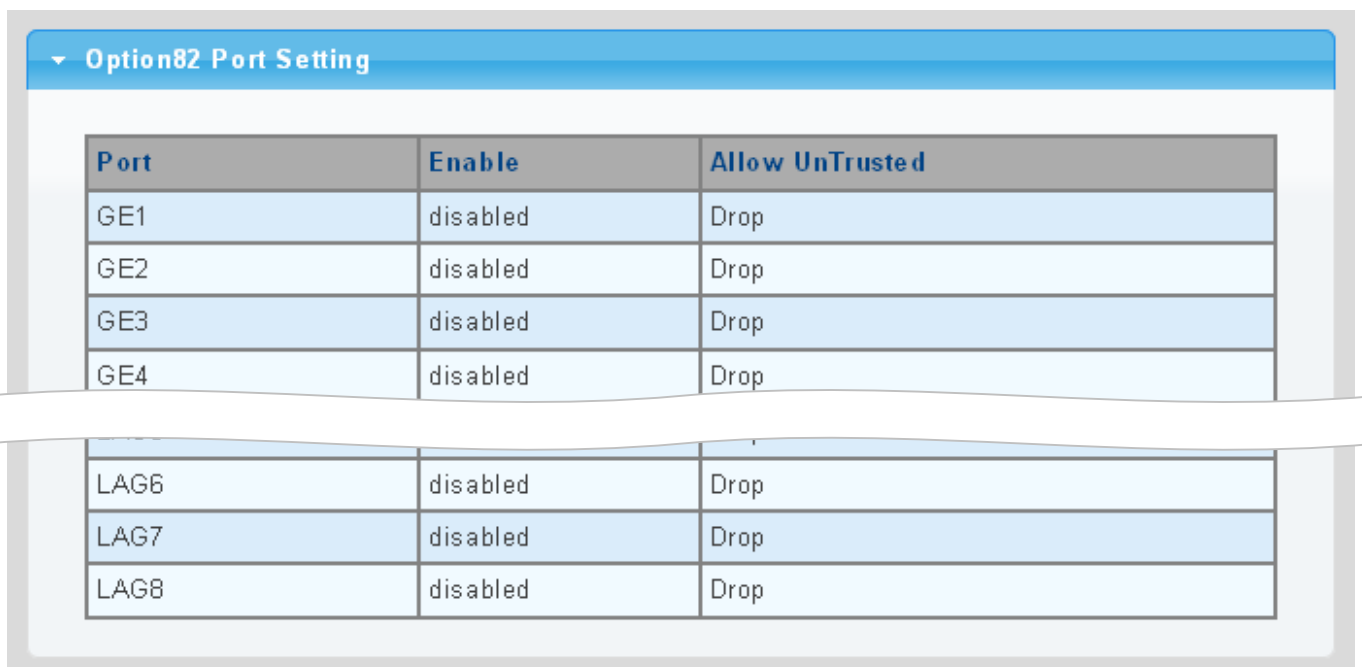 Option82 Port Setting
Port Enable Allow UnTrusted
GE1 disabled Drop
GE2 disabled Drop
GE3 disabled Drop
GE4 disabled Drop
LAG6 disabled Drop
LAG7 disabled Drop
LAG8 disabled Drop